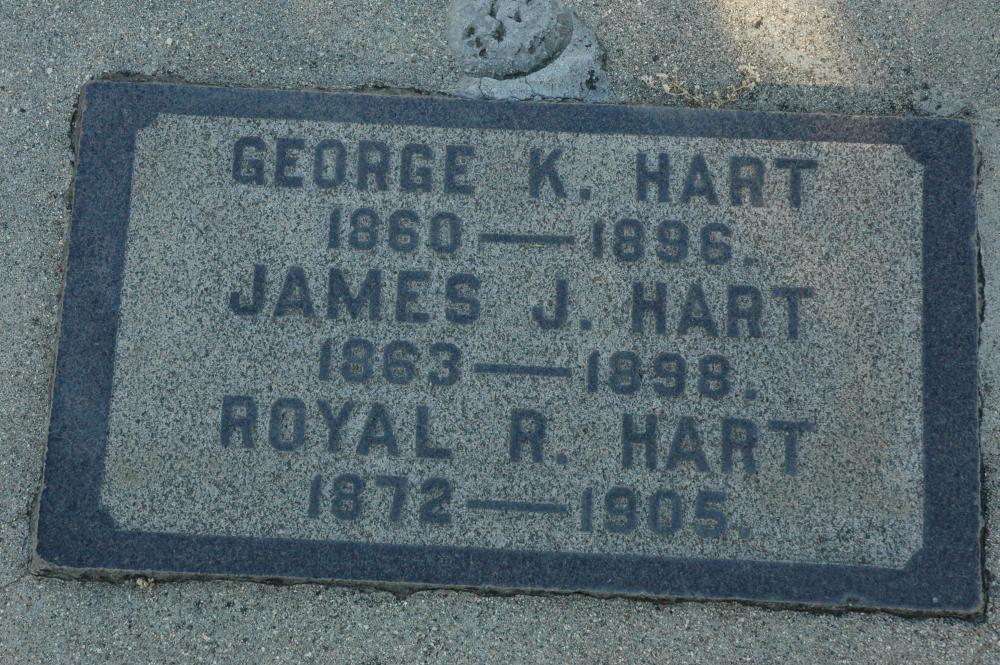 GEORGE K. HART
1860 — 1896.
JAMES J. HART
1863 — 1898.
ROYAL R. HART
1872 — 1905.